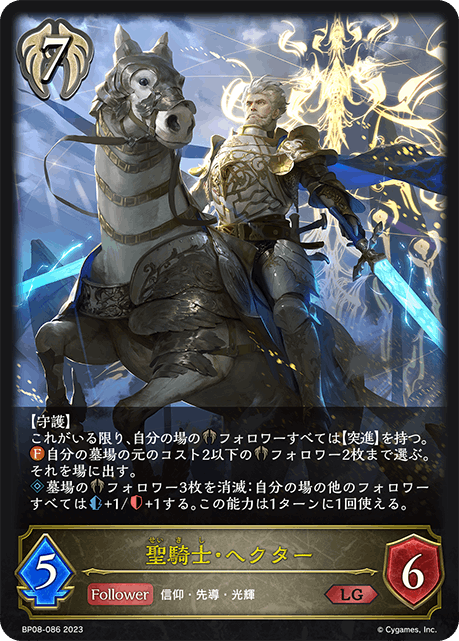 7
【守護】
これがいる限り、自分の場のフォロワーすべては【突進】を持つ。
F 自分の墓場の元のコスト2以下のフォロワー2枚まで選ぶ。
それを場に出す。
墓場のフォロワー3枚を消滅：自分の場の他のフォロワー
すべては+1/+1する。この能力は1ターンに1回使える。
せいきし
聖騎士・ヘクター
5
Follower 信仰・先導・光輝 LG
6
BP08-086 2023 © Cygames, Inc.